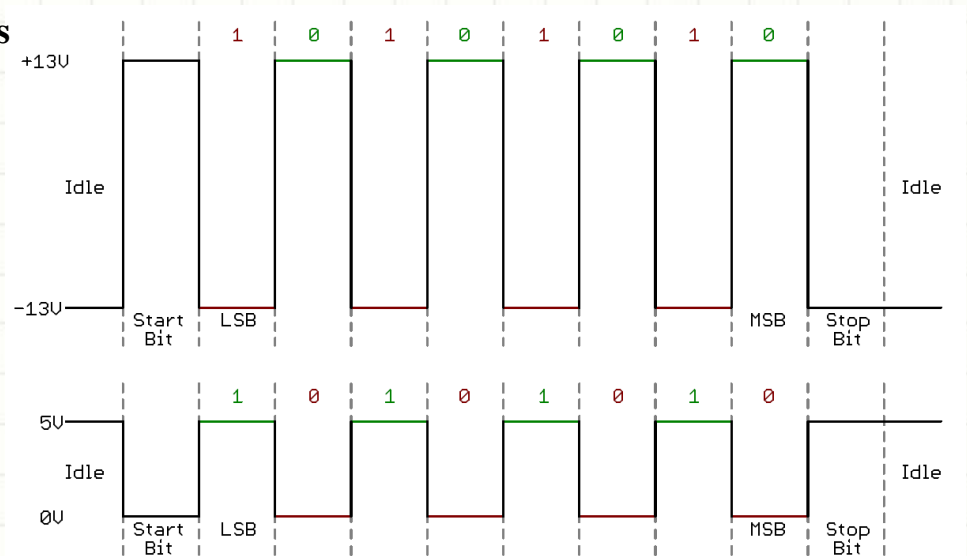 s
1 0 1 0 1 0 1 0
+13V
Idle Idle
-13V
Start Bit LSB MSB Stop Bit
1 0 1 0 1 0 1 0
5V
Idle Idle
0V
Start Bit LSB MSB Stop Bit